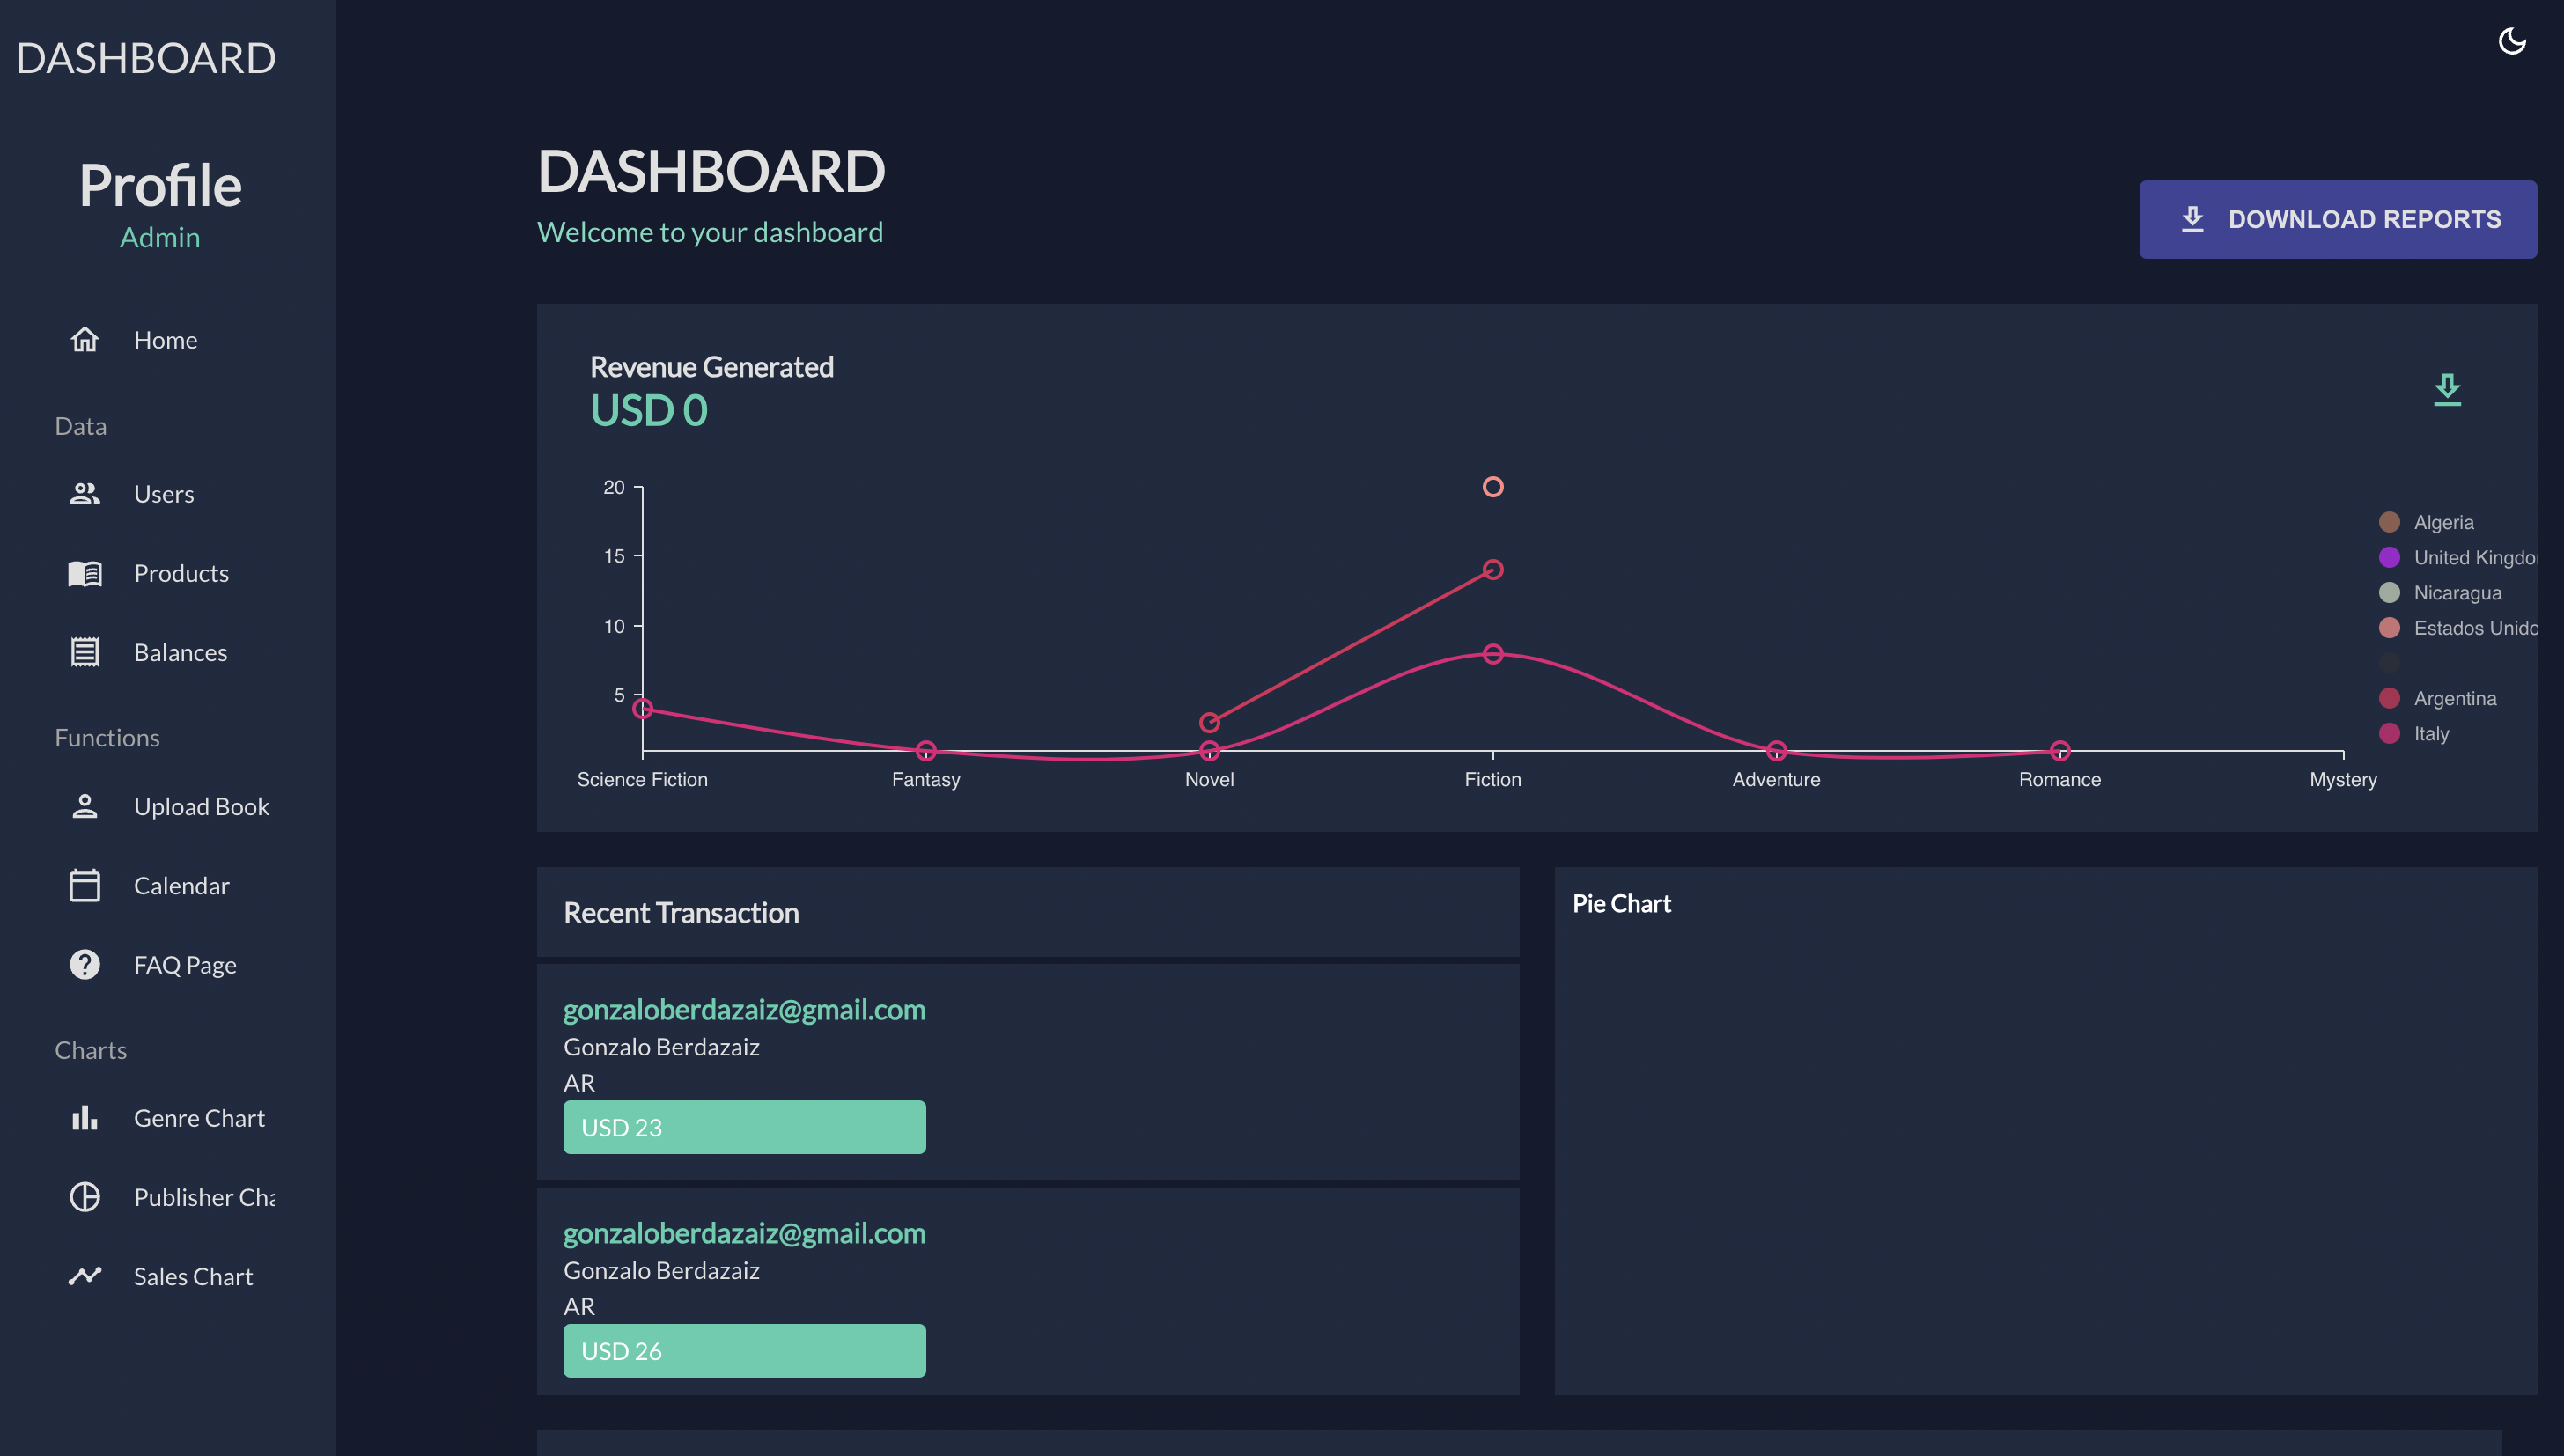 DASHBOARD
Profile
Admin
Home
Data
Users
Products
Balances
Functions
Upload Book
Calendar
FAQ Page
Charts
Genre Chart
Publisher Cha
Sales Chart
DASHBOARD
Welcome to your dashboard
DOWNLOAD REPORTS
Revenue Generated
USD 0
20
15
10
5
Science Fiction
Fantasy
Novel
Fiction
Adventure
Romance
Mystery
Algeria
United Kingdo
Nicaragua
Estados Unido
Argentina
Italy
Recent Transaction
gonzaloberdazaiz@gmail.com
Gonzalo Berdazaiz
AR
USD 23
gonzaloberdazaiz@gmail.com
Gonzalo Berdazaiz
AR
USD 26
Pie Chart